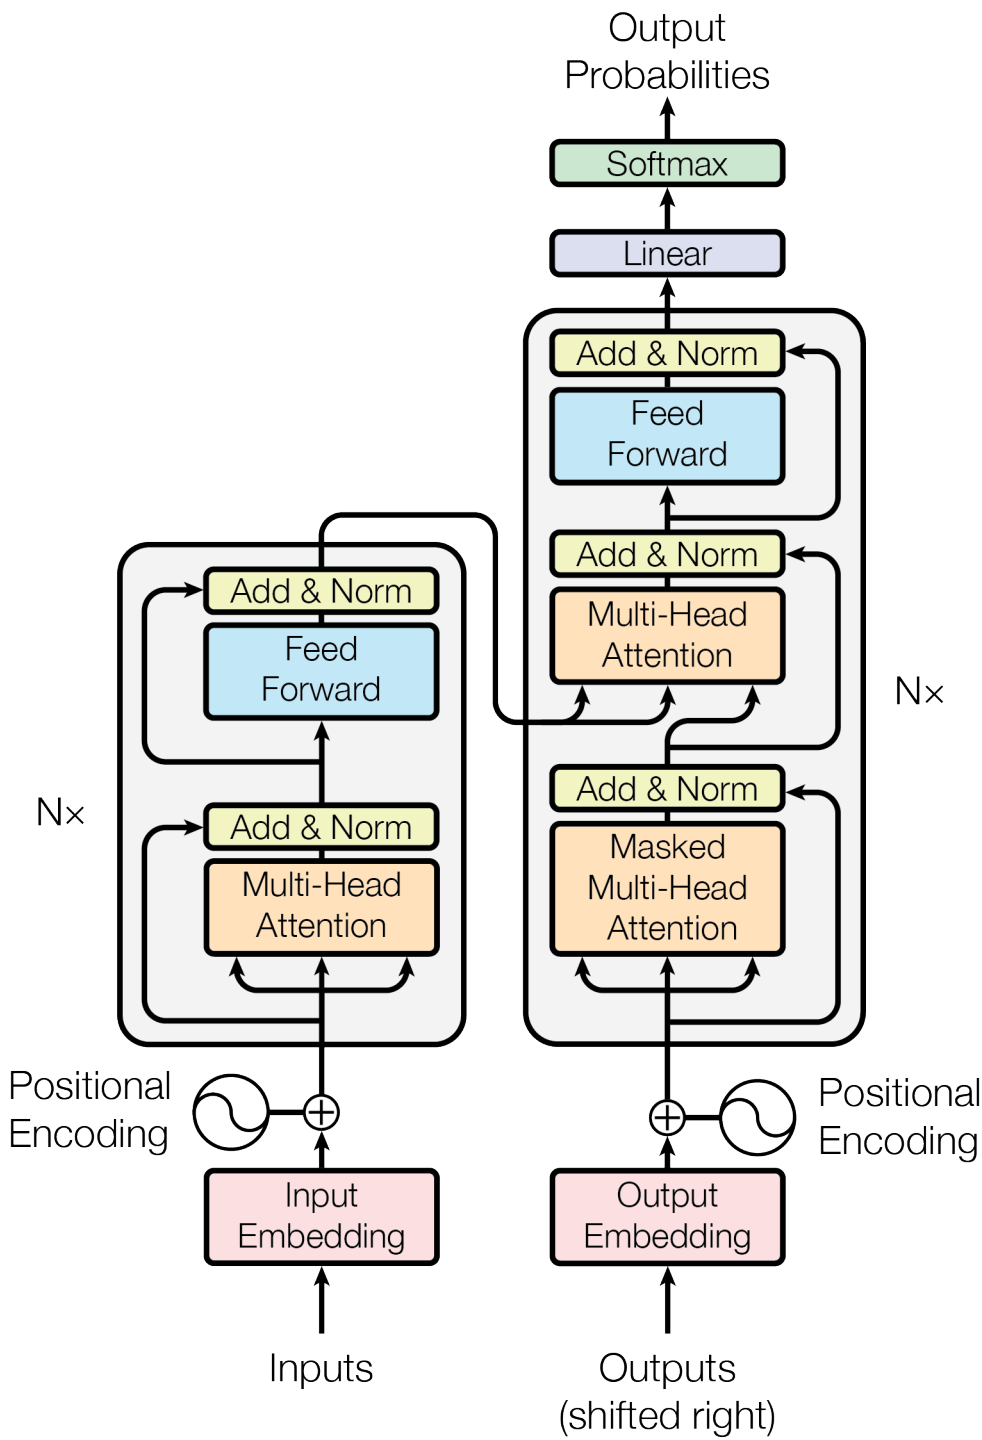 Output
Probabilities
Softmax
Linear
Add & Norm
Feed
Forward
Add & Norm
Multi-Head
Attention
Nx
Add & Norm
Masked
Multi-Head
Attention
Positional
Encoding
Output
Embedding
Outputs
(shifted right)
Add & Norm
Feed
Forward
N×
Add & Norm
Multi-Head
Attention
Positional
Encoding
Input
Embedding
Inputs